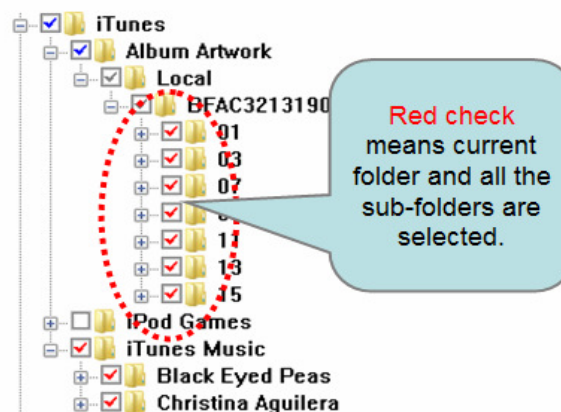 iTunes
Album Artwork
Local
BFAC3213190
01
03
07
11
13
15
iPod Games
iTunes Music
Black Eyed Peas
Christina Aguilera
Red check
means current
folder and all the
sub-folders are
selected.